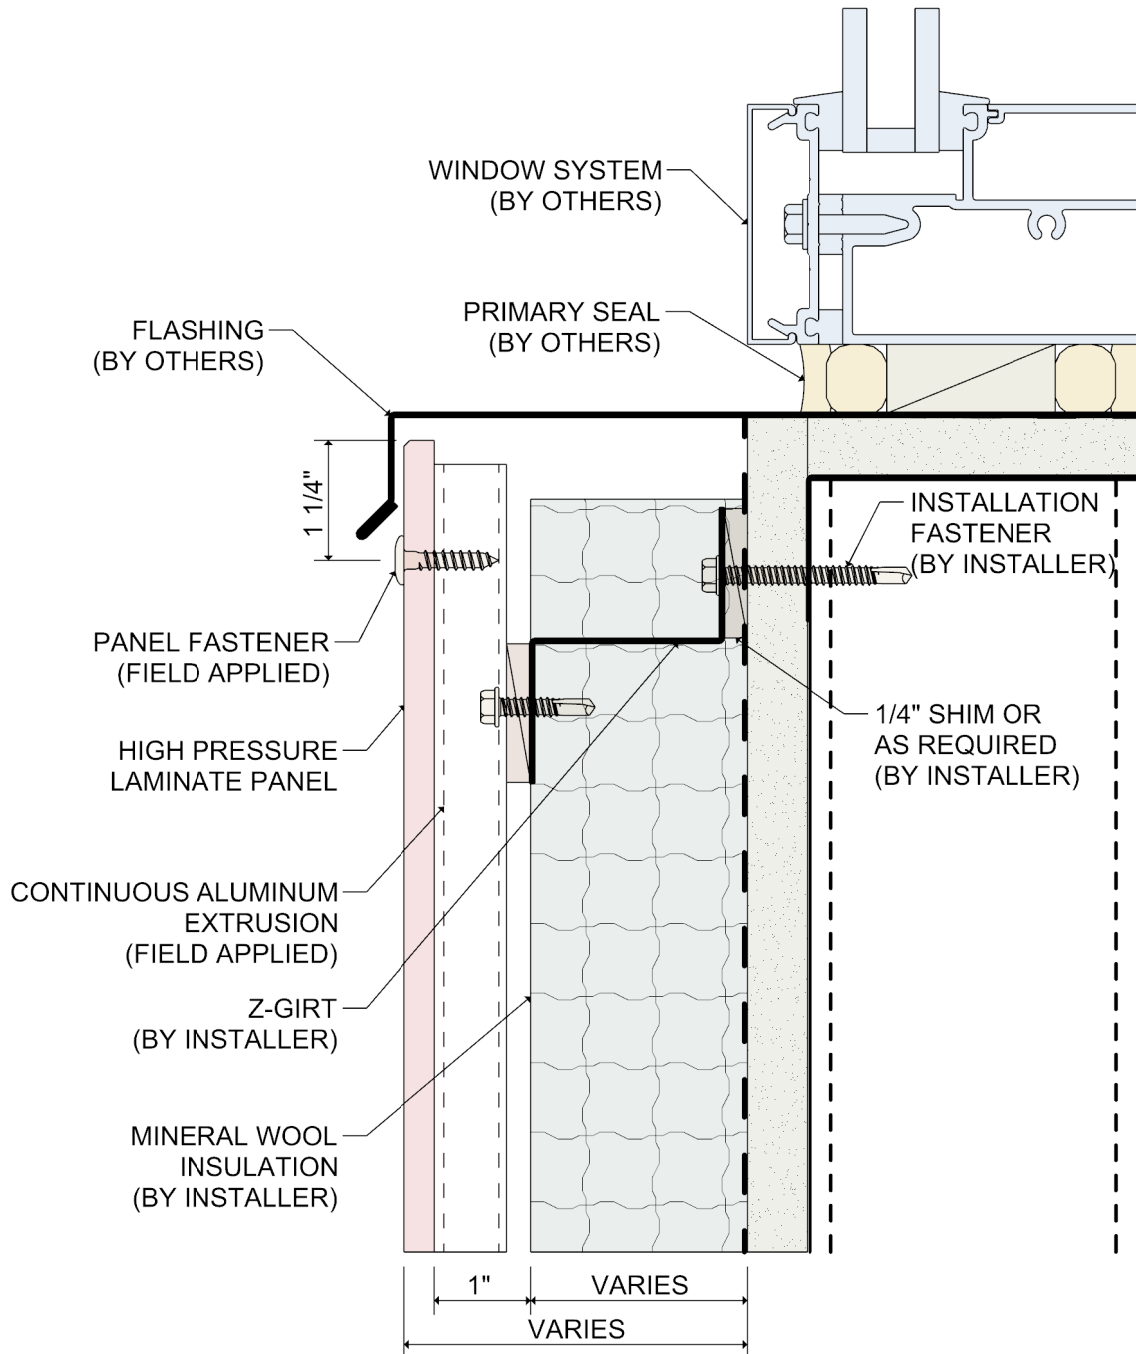 WINDOW SYSTEM
(BY OTHERS)
PRIMARY SEAL
(BY OTHERS)
FLASHING
(BY OTHERS)
1 1/4"
INSTALLATION
FASTENER
(BY INSTALLER)
PANEL FASTENER
(FIELD APPLIED)
HIGH PRESSURE
LAMINATE PANEL
1/4" SHIM OR
AS REQUIRED
(BY INSTALLER)
CONTINUOUS ALUMINUM
EXTRUSION
(FIELD APPLIED)
Z-GIRT
(BY INSTALLER)
MINERAL WOOL
INSULATION
(BY INSTALLER)
1"
VARIES
VARIES